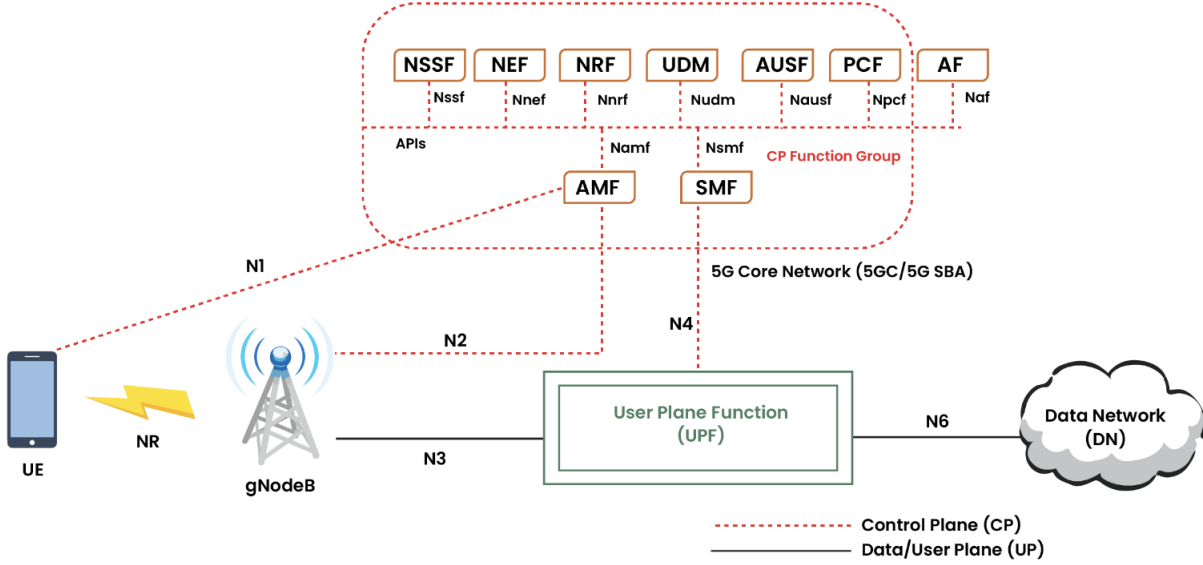 NSSF NEF NRF UDM AUSF PCF AF
Nssf Nnef Nnrf Nudm Nausf Npcf Naf
APIs Namf Nsmf CP Function Group
AMF SMF
N1
5G Core Network (5GC/5G SBA)
N2 N4
User Plane Function
(UPF)
Data Network
(DN)
N6
NR N3
UE
gNodeB
Control Plane (CP)
Data/User Plane (UP)